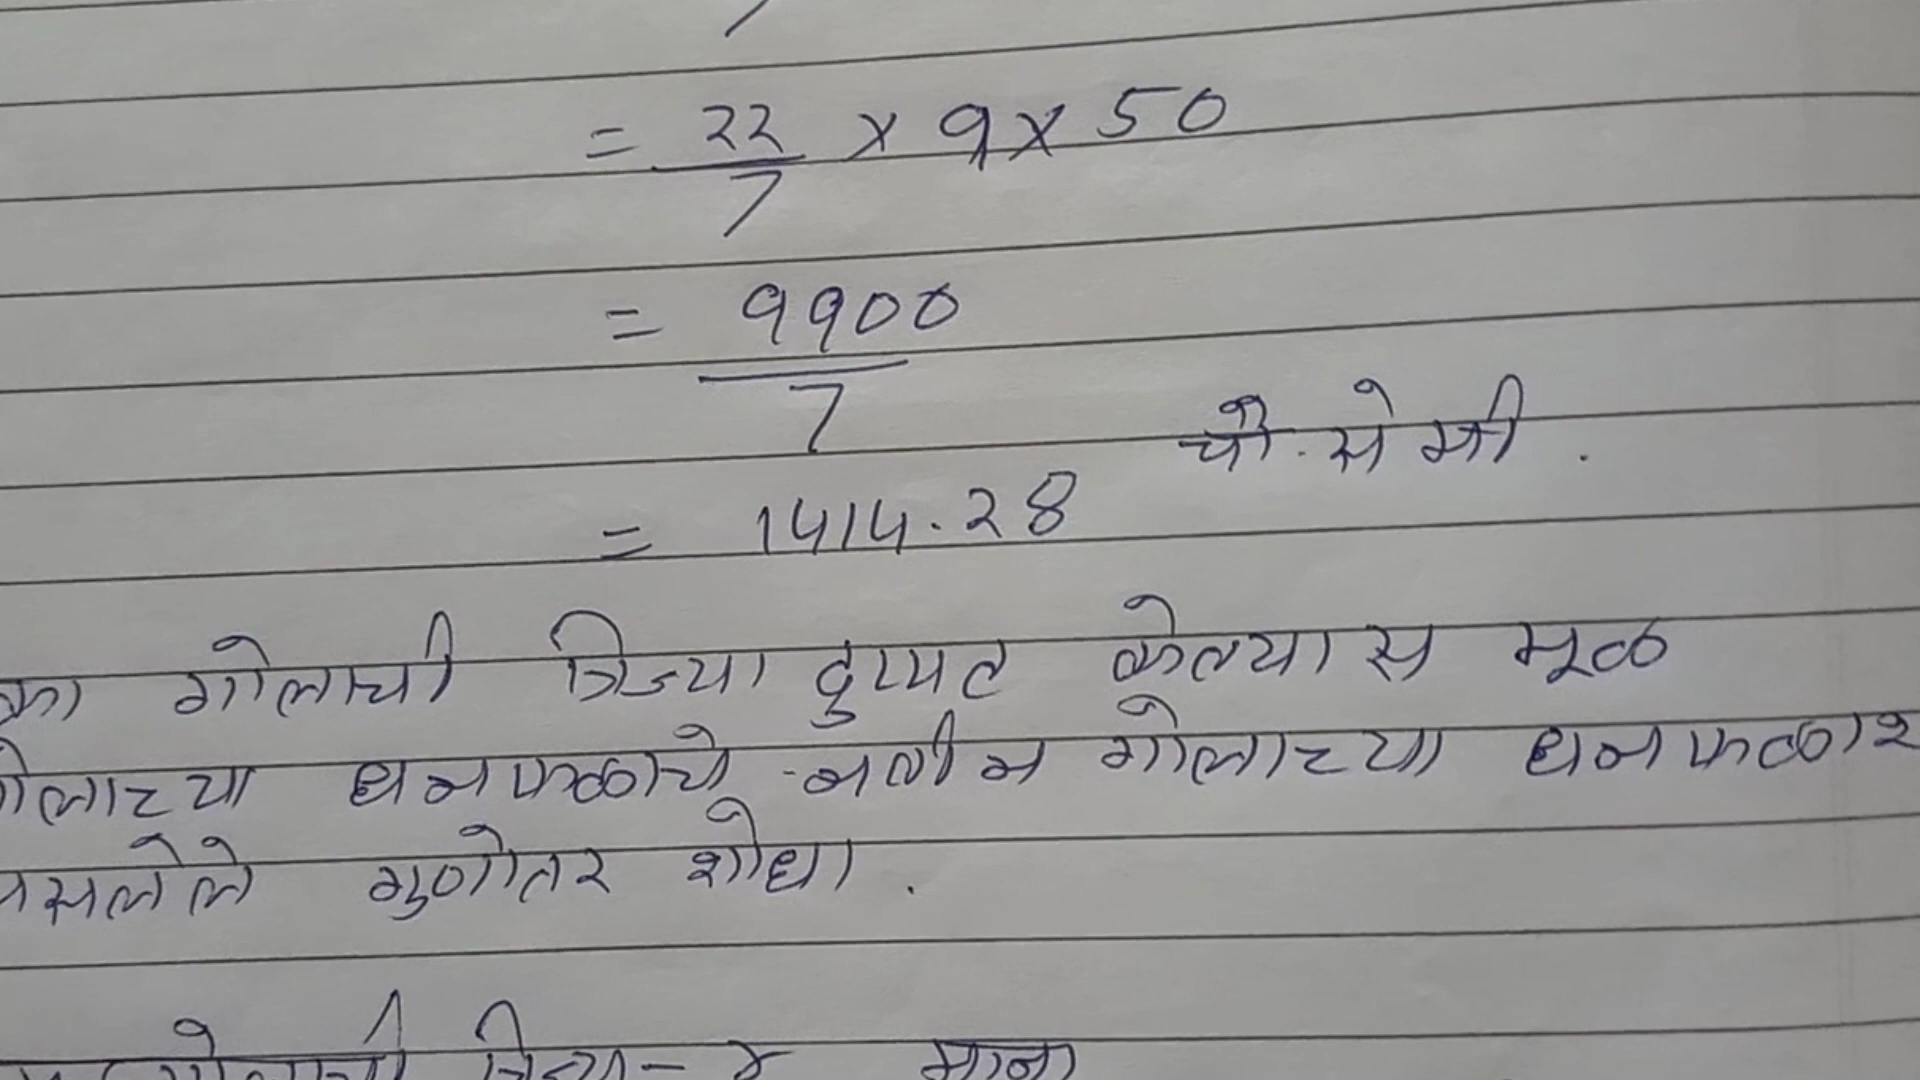 = 22/7 x 9 x 50
= 9900/7
चौ. से मी.
= 1414.28
का गोलाची त्रिज्या दुप्पट केल्यास मूळ
गोलाच्या घनफळाचे नवीन गोलाच्या घनफळाश
असलेले गुणोतर शोधा.
गोलाची त्रिज्या - r माना